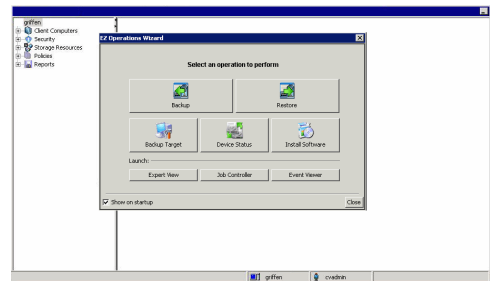 griffen
Client Computers
Security
Storage Resources
Policies
Reports
EZ Operations Wizard
Select an operation to perform
Backup
Restore
Backup Target
Device Status
Install Software
Launch:
Expert View
Job Controller
Event Viewer
Show on startup
Close
griffen
cvadmin